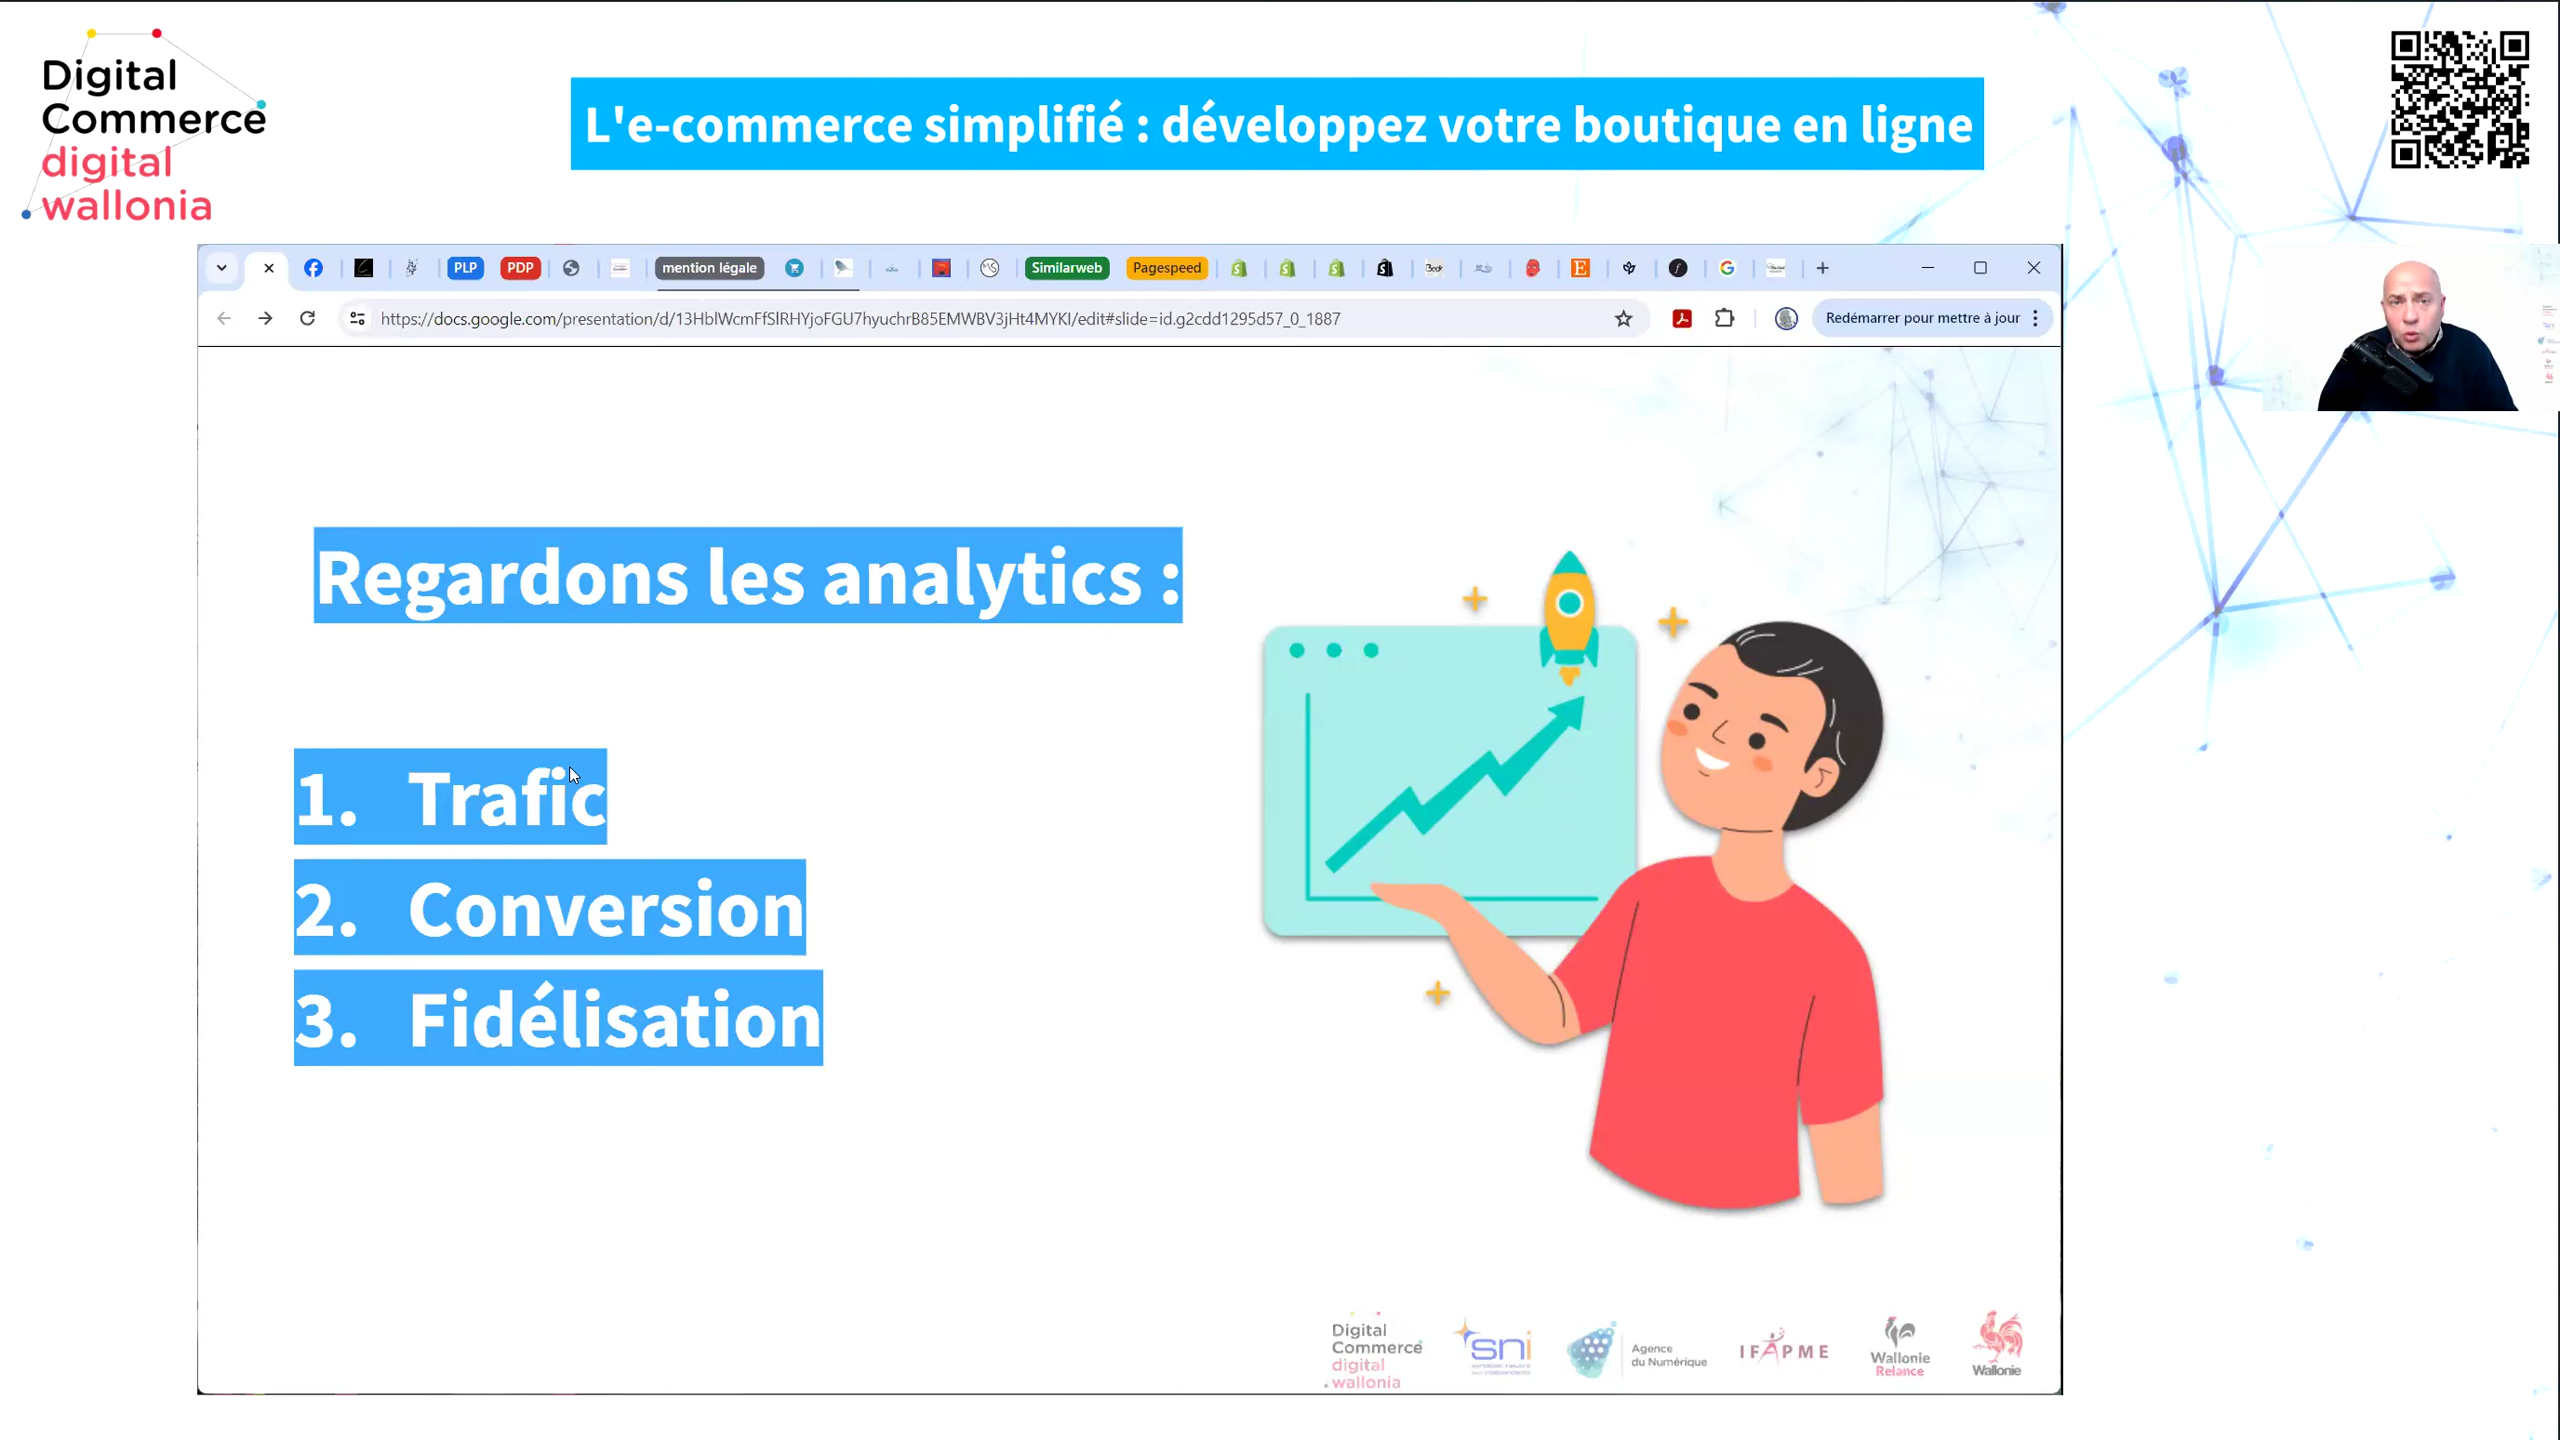 Digital
Commerce
digital
wallonia
L'e-commerce simplifié : développez votre boutique en ligne
PLP
PDP
mention légale
Similarweb
Pagespeed
https://docs.google.com/presentation/d/13HblWcmFfSlRHYjoFGU7hyuchrB85EMWBV3jHt4MYKI/edit#slide=id.g2cdd1295d57_0_1887
Redémarrer pour mettre à jour
Regardons les analytics :
1. Trafic
2. Conversion
3. Fidélisation
Digital
Commerce
digital
wallonia
sni
Agence
du Numérique
IFAPME
Wallonie
Relance
Wallonie